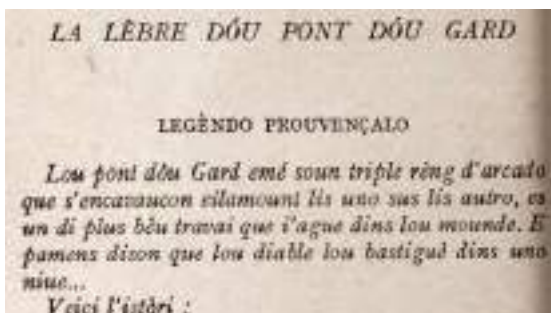 LA LÈBRE DÓU PONT DÓU GARD
LEGÈNDO PROUVENÇALO
Lou pont dóu Gard emé soun triple rèng d'arcado
que s'encavaucon eilamount lis uno sus lis autro, es
un di plus bèu travai que i'ague dins lou mounde. E
pamens dison que lou diable lou bastiguè dins uno
niue...
Veici l'istòri :